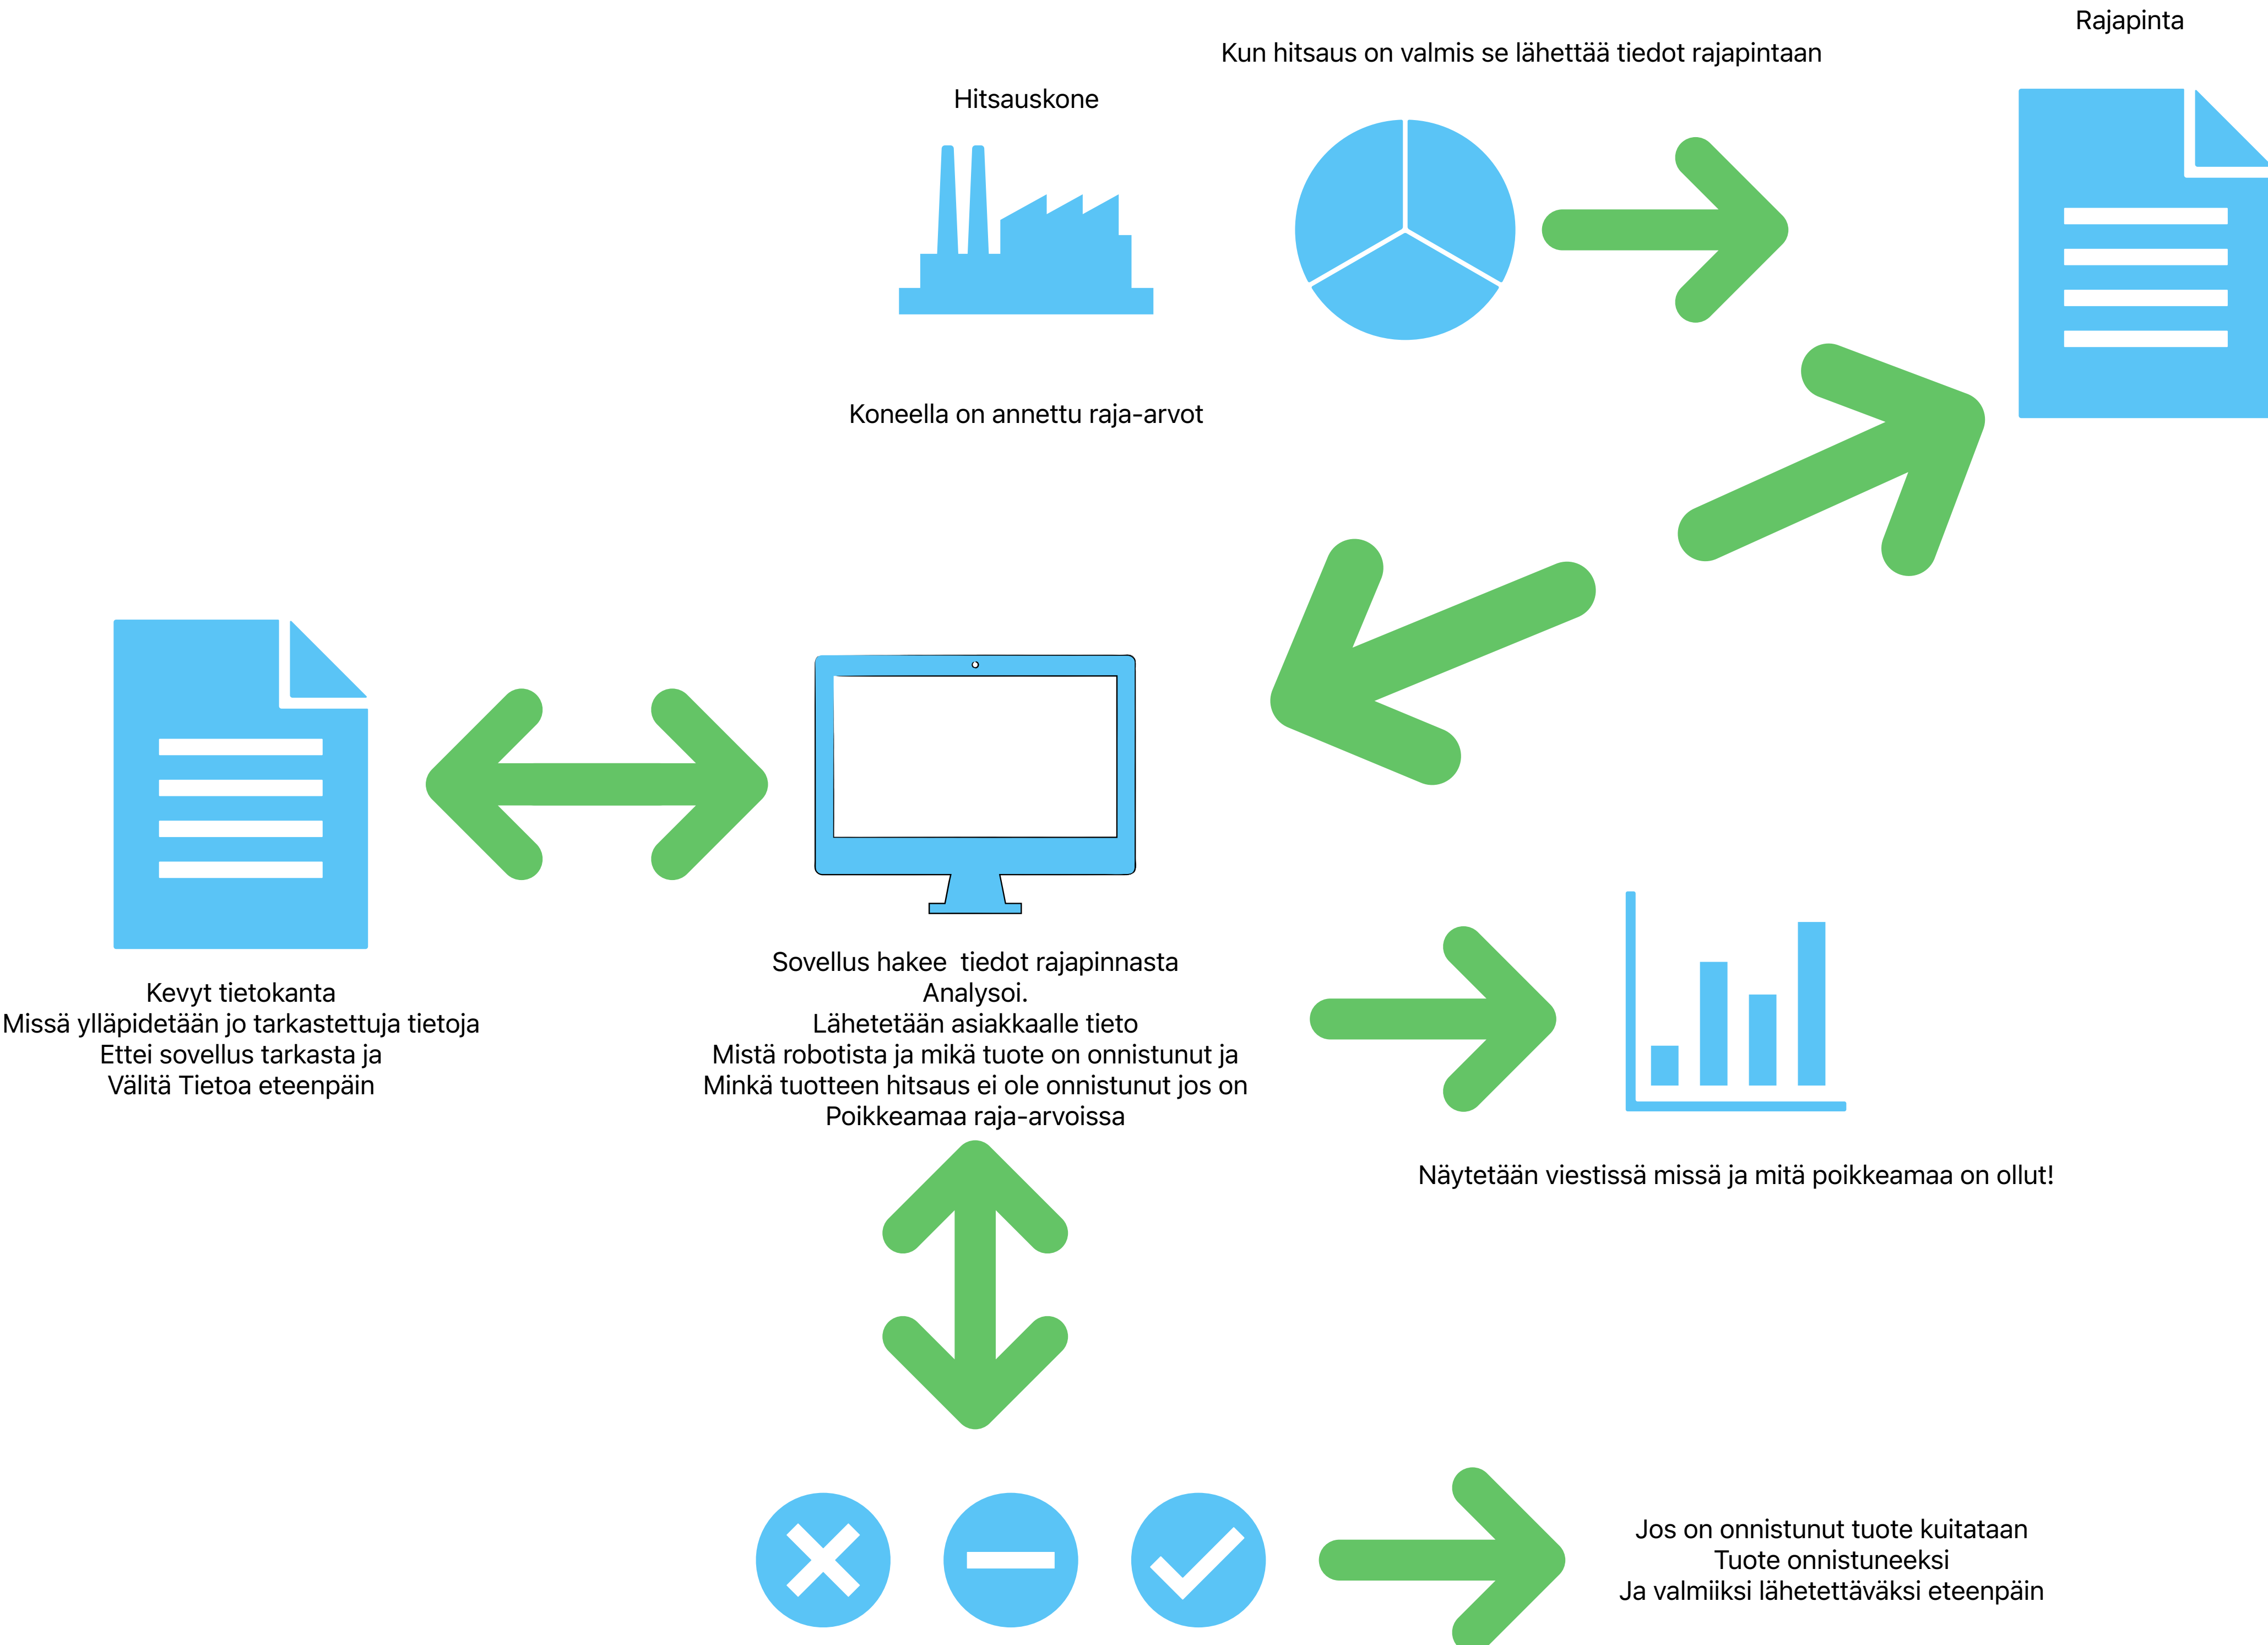 Rajapinta
Kun hitsaus on valmis se lähettää tiedot rajapintaan
Hitsauskone
Koneella on annettu raja-arvot
Kevyt tietokanta
Missä ylläpidetään jo tarkastettuja tietoja
Ettei sovellus tarkasta ja
Välitä Tietoa eteenpäin
Sovellus hakee  tiedot rajapinnasta
Analysoi.
Lähetetään asiakkaalle tieto
Mistä robotista ja mikä tuote on onnistunut ja
Minkä tuotteen hitsaus ei ole onnistunut jos on
Poikkeamaa raja-arvoissa
Näytetään viestissä missä ja mitä poikkeamaa on ollut!
Jos on onnistunut tuote kuitataan
Tuote onnistuneeksi
Ja valmiiksi lähetettäväksi eteenpäin